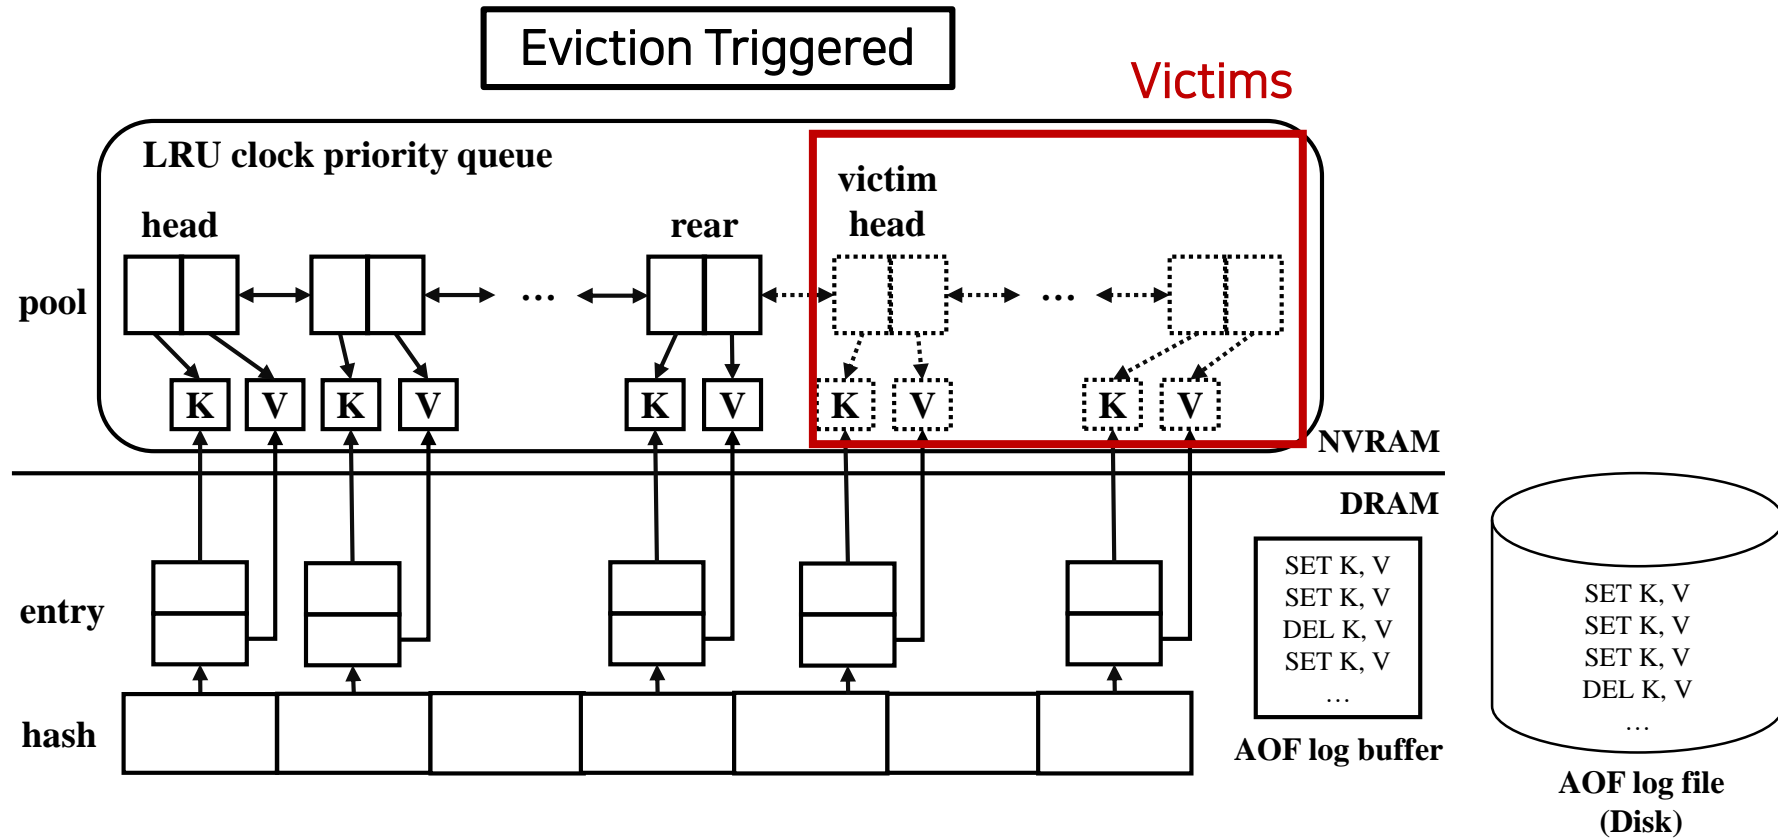 Eviction Triggered
Victims
LRU clock priority queue
victim
head
rear
head
pool
...
...
K V K V K V K V K V
NVRAM
DRAM
entry
SET K, V
SET K, V
DEL K, V
SET K, V
...
AOF log buffer
SET K, V
SET K, V
SET K, V
DEL K, V
...
AOF log file
(Disk)
hash